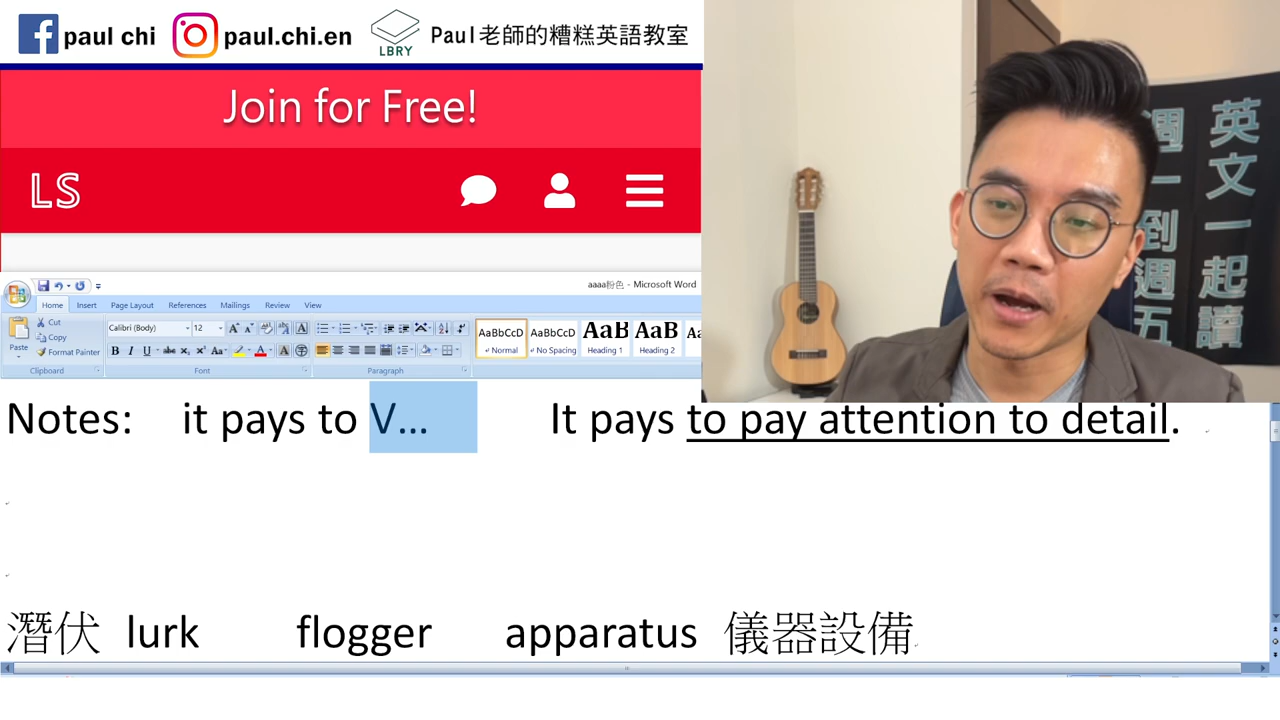 paul chi paul.chi.en LBRY Paul老師的糟糕英語教室
Join for Free!
LS
aaaa粉色 - Microsoft Word
Home Insert Page Layout References Mailings Review View
Paste Cut Copy Format Painter
Calibri (Body) 12
AaBbCcD Normal AaBbCcD No Spacing AaBb Heading 1 AaB Heading 2
Clipboard Font Paragraph
Notes: it pays to V... It pays to pay attention to detail.
潛伏 lurk flogger apparatus 儀器設備
英文一起讀
週一到週五